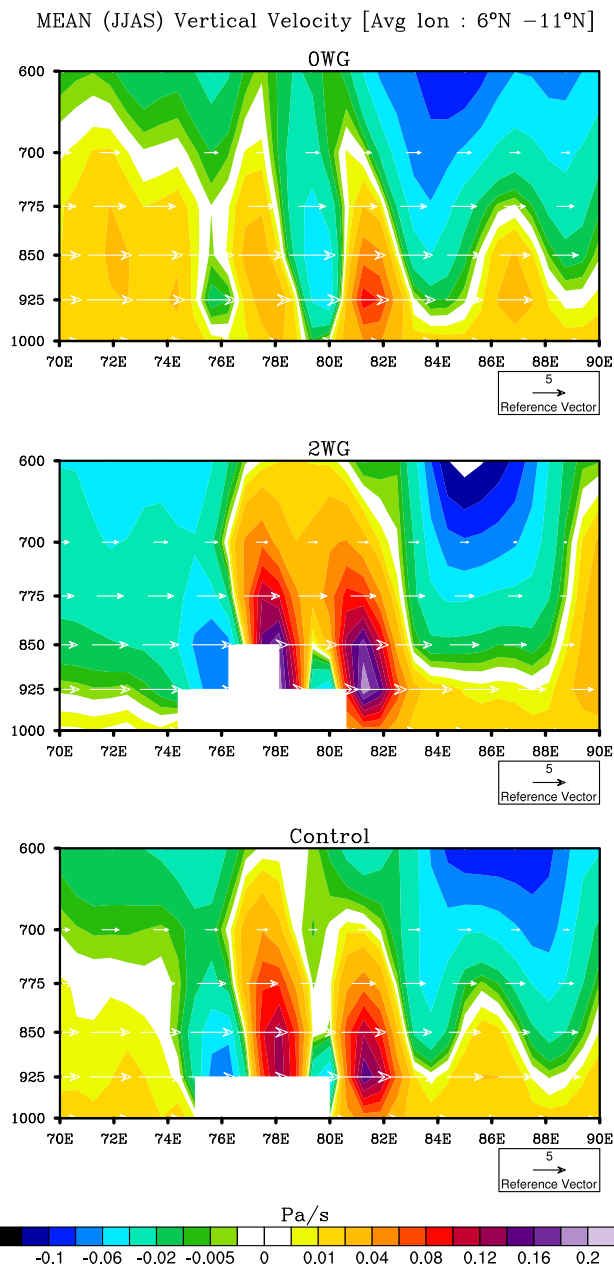 MEAN (JJAS) Vertical Velocity [Avg lon : 6°N −11°N]
0WG
600
700
775
850
925
1000
70E 72E 74E 76E 78E 80E 82E 84E 86E 88E 90E
5
Reference Vector
2WG
600
700
775
850
925
1000
70E 72E 74E 76E 78E 80E 82E 84E 86E 88E 90E
5
Reference Vector
Control
600
700
775
850
925
1000
70E 72E 74E 76E 78E 80E 82E 84E 86E 88E 90E
5
Reference Vector
Pa/s
-0.1 -0.06 -0.02 -0.005 0 0.01 0.04 0.08 0.12 0.16 0.2